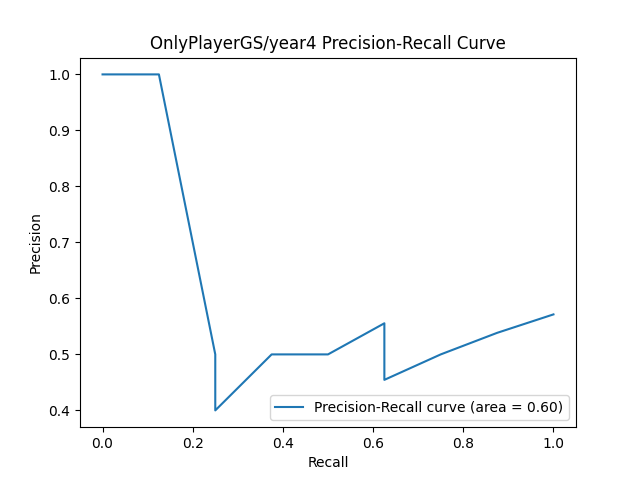 OnlyPlayerGS/year4 Precision-Recall Curve
1.0
0.9
0.8
0.7
0.6
0.5
0.4
Precision
Precision-Recall curve (area = 0.60)
0.0 0.2 0.4 0.6 0.8 1.0
Recall